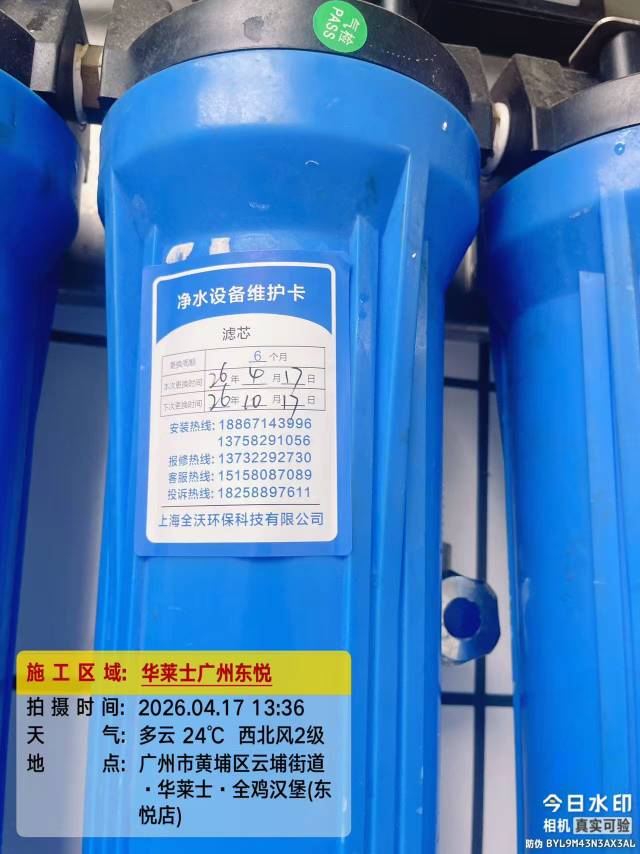 气检
PASS
净水设备维护卡
滤芯
更换周期 6 个月
本次更换时间 26年 4 月 17 日
下次更换时间 26年 10 月 17 日
安装热线: 18867143996
13758291056
报修热线: 13732292730
客服热线: 15158087089
投诉热线: 18258897611
上海全沃环保科技有限公司
施工区域: 华莱士广州东悦
拍摄时间: 2026.04.17 13:36
天气: 多云 24℃ 西北风2级
地点: 广州市黄埔区云埔街道
·华莱士·全鸡汉堡(东
悦店)
今日水印
相机 真实可验
防伪 BYL9M43N3AX3AL